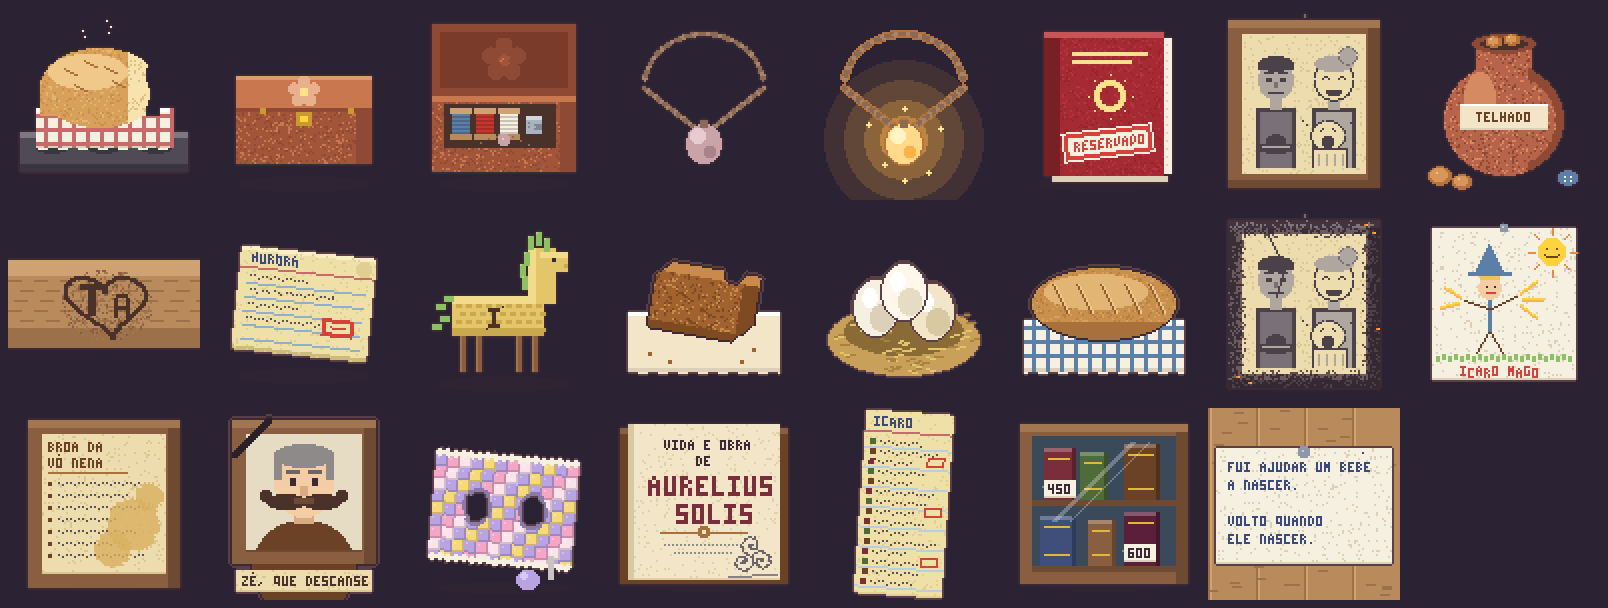 RESERVADO
TELHADO
T A
AURORA
I
ICARO MAGO
BROA DA
VÓ NENA
ZÉ, QUE DESCANSE
VIDA E OBRA
DE
AURELIUS
SOLIS
ICARO
450
600
FUI AJUDAR UM BEBE
A NASCER.
VOLTO QUANDO
ELE NASCER.